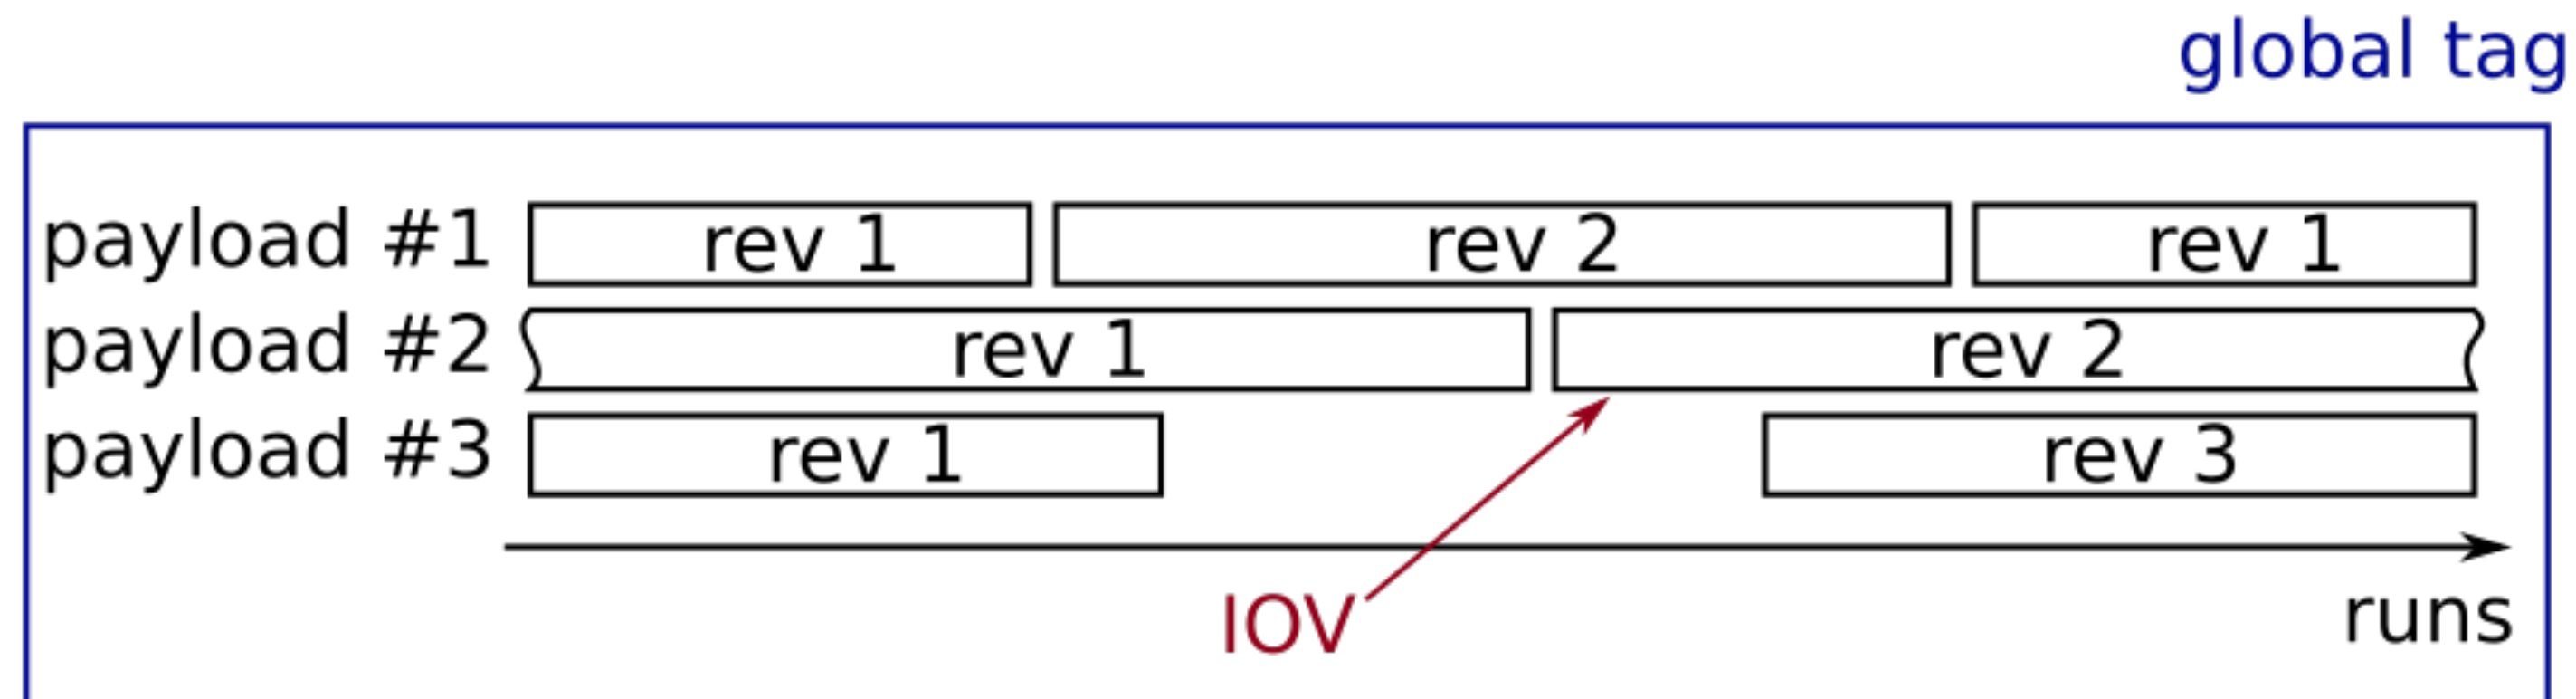 global tag
payload #1 rev 1 rev 2 rev 1
payload #2 rev 1 rev 2
payload #3 rev 1 rev 3
IOV
runs